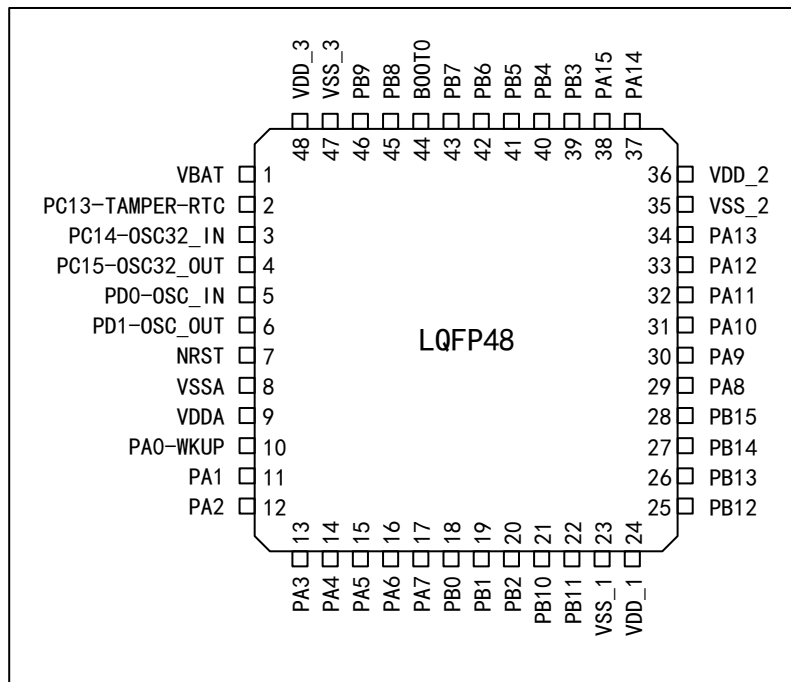 VDD_3
VSS_3
PB9
PB8
BOOT0
PB7
PB6
PB5
PB4
PB3
PA15
PA14
48
47
46
45
44
43
42
41
40
39
38
37
VBAT 1
PC13-TAMPER-RTC 2
PC14-OSC32_IN 3
PC15-OSC32_OUT 4
PD0-OSC_IN 5
PD1-OSC_OUT 6
NRST 7
VSSA 8
VDDA 9
PA0-WKUP 10
PA1 11
PA2 12
LQFP48
36 VDD_2
35 VSS_2
34 PA13
33 PA12
32 PA11
31 PA10
30 PA9
29 PA8
28 PB15
27 PB14
26 PB13
25 PB12
13
14
15
16
17
18
19
20
21
22
23
24
PA3
PA4
PA5
PA6
PA7
PB0
PB1
PB2
PB10
PB11
VSS_1
VDD_1